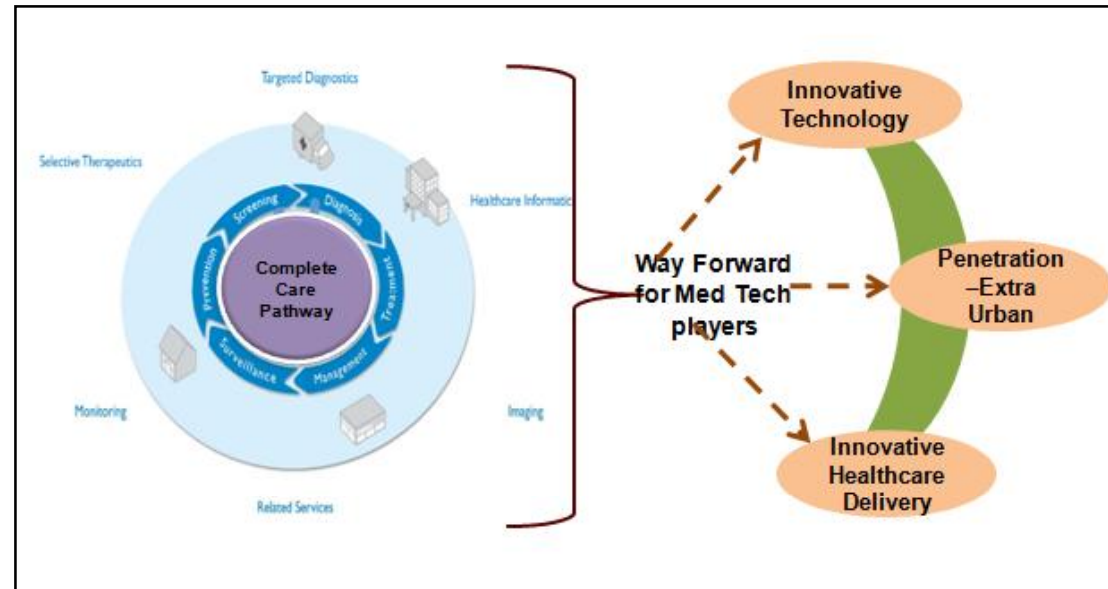 Targeted Diagnostics
Selective Therapeutics
Healthcare Informatic
Screening
Diagnosis
Treatment
Management
Surveillance
Prevention
Complete
Care
Pathway
Monitoring
Imaging
Related Services
Way Forward
for Med Tech
players
Innovative
Technology
Penetration
–Extra
Urban
Innovative
Healthcare
Delivery